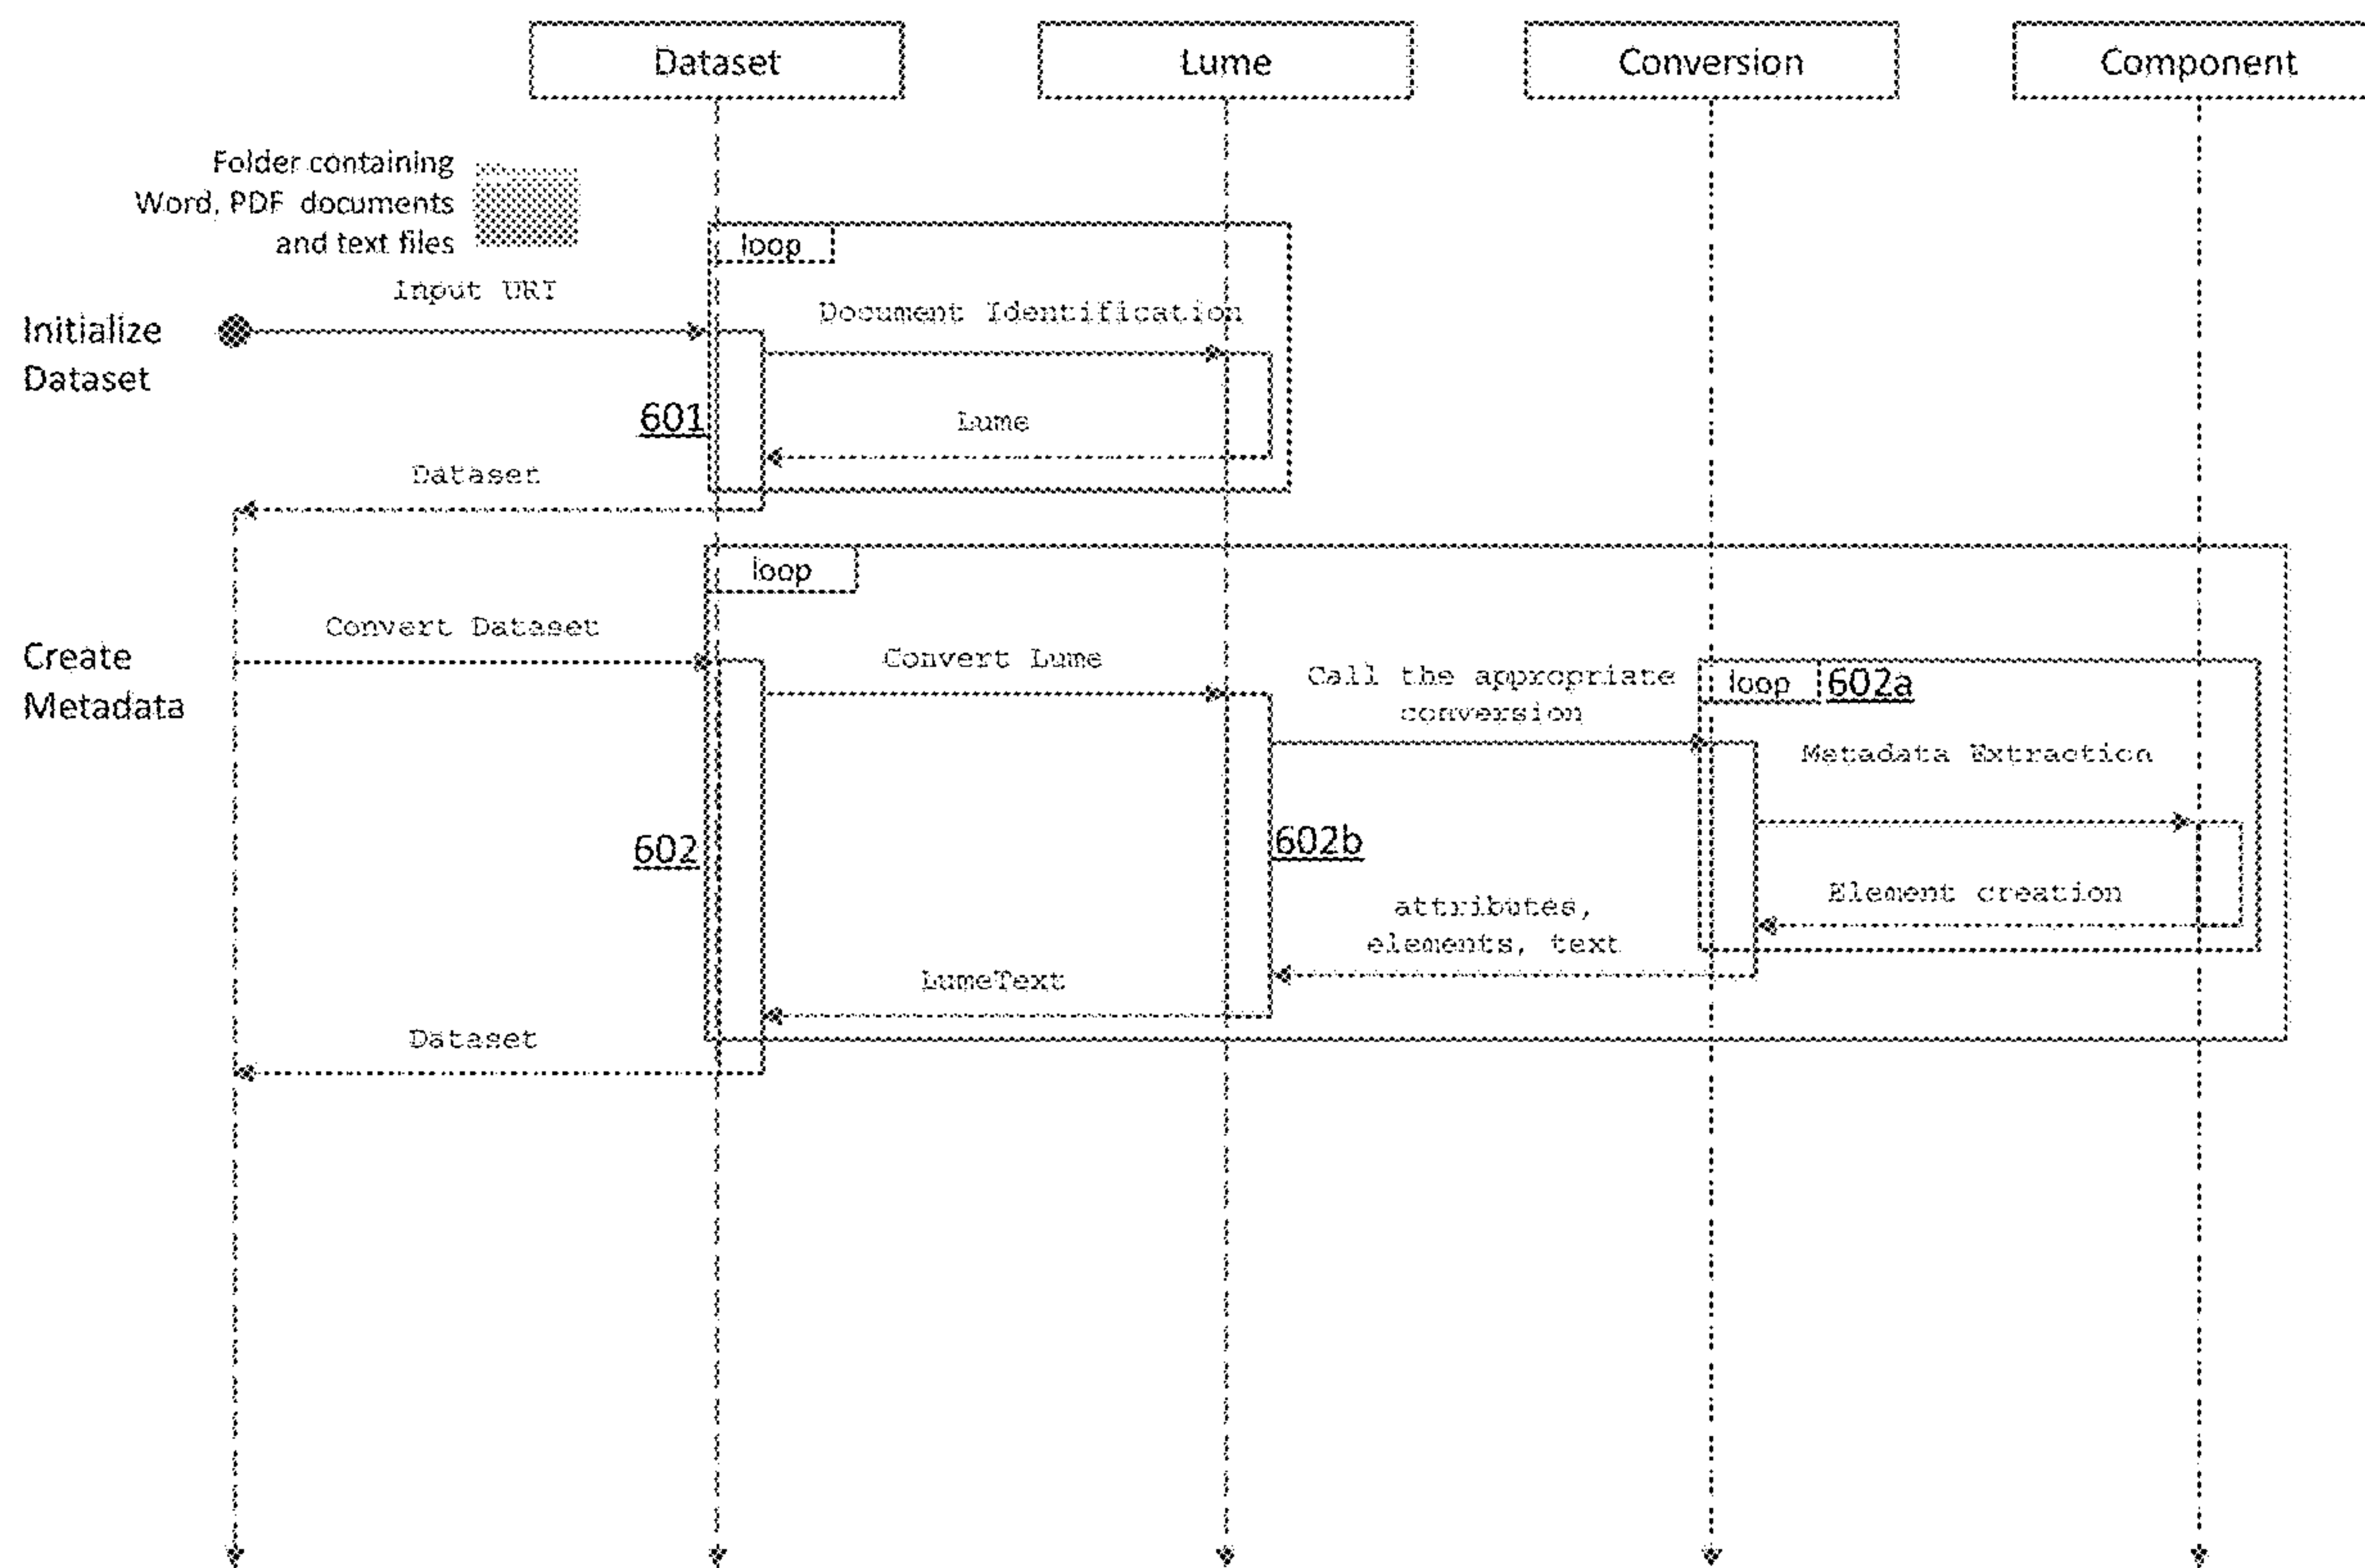 Dataset
Lume
Conversion
Component
Folder containing
Word, PDF documents
and text files
loop
Input URI
Document Identification
Initialize
Dataset
601
Lume
Dataset
loop
Convert Dataset
Create
Metadata
Convert Lume
Call the appropriate
conversion
loop
602a
Metadata Extraction
602
602b
Element creation
attributes,
elements, text
LumeText
Dataset